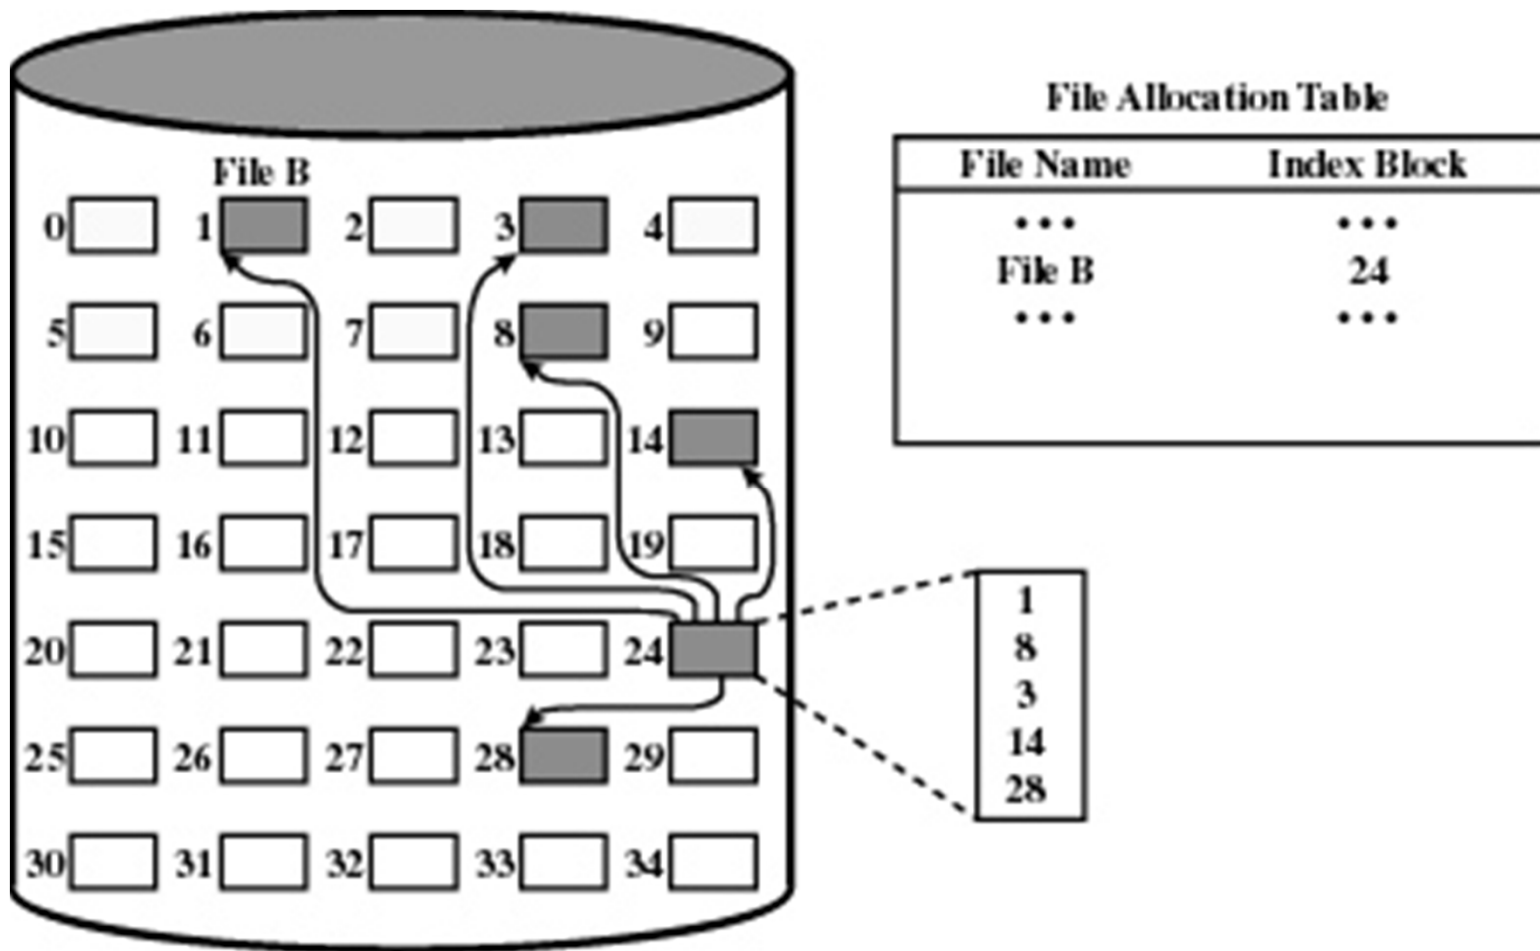 File Allocation Table
File Name Index Block
... ...
File B 24
... ...
File B
0 1 2 3 4
5 6 7 8 9
10 11 12 13 14
15 16 17 18 19
20 21 22 23 24
25 26 27 28 29
30 31 32 33 34
1
8
3
14
28